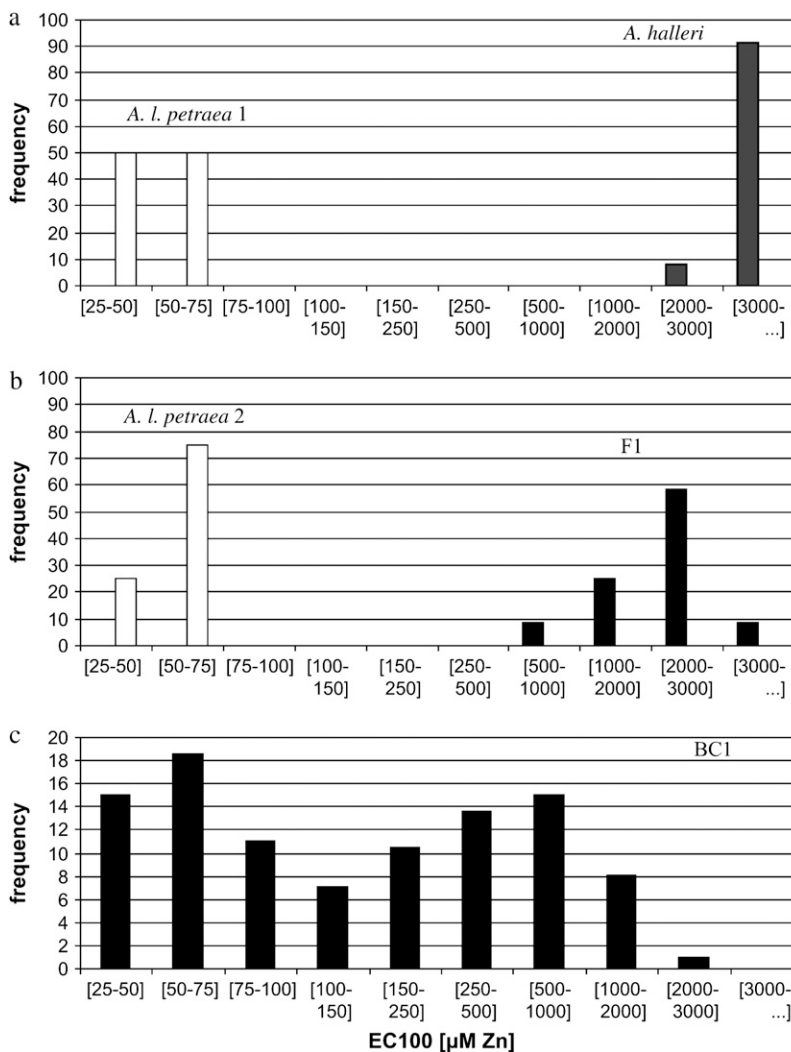 a
A. halleri
A. l. petraea 1
frequency
100
90
80
70
60
50
40
30
20
10
0
[25-50] [50-75] [75-100] [100-150] [150-250] [250-500] [500-1000] [1000-2000] [2000-3000] [3000-...]
b
A. l. petraea 2
F1
frequency
100
90
80
70
60
50
40
30
20
10
0
[25-50] [50-75] [75-100] [100-150] [150-250] [250-500] [500-1000] [1000-2000] [2000-3000] [3000-...]
c
BC1
frequency
20
18
16
14
12
10
8
6
4
2
0
[25-50] [50-75] [75-100] [100-150] [150-250] [250-500] [500-1000] [1000-2000] [2000-3000] [3000-...]
EC100 [µM Zn]